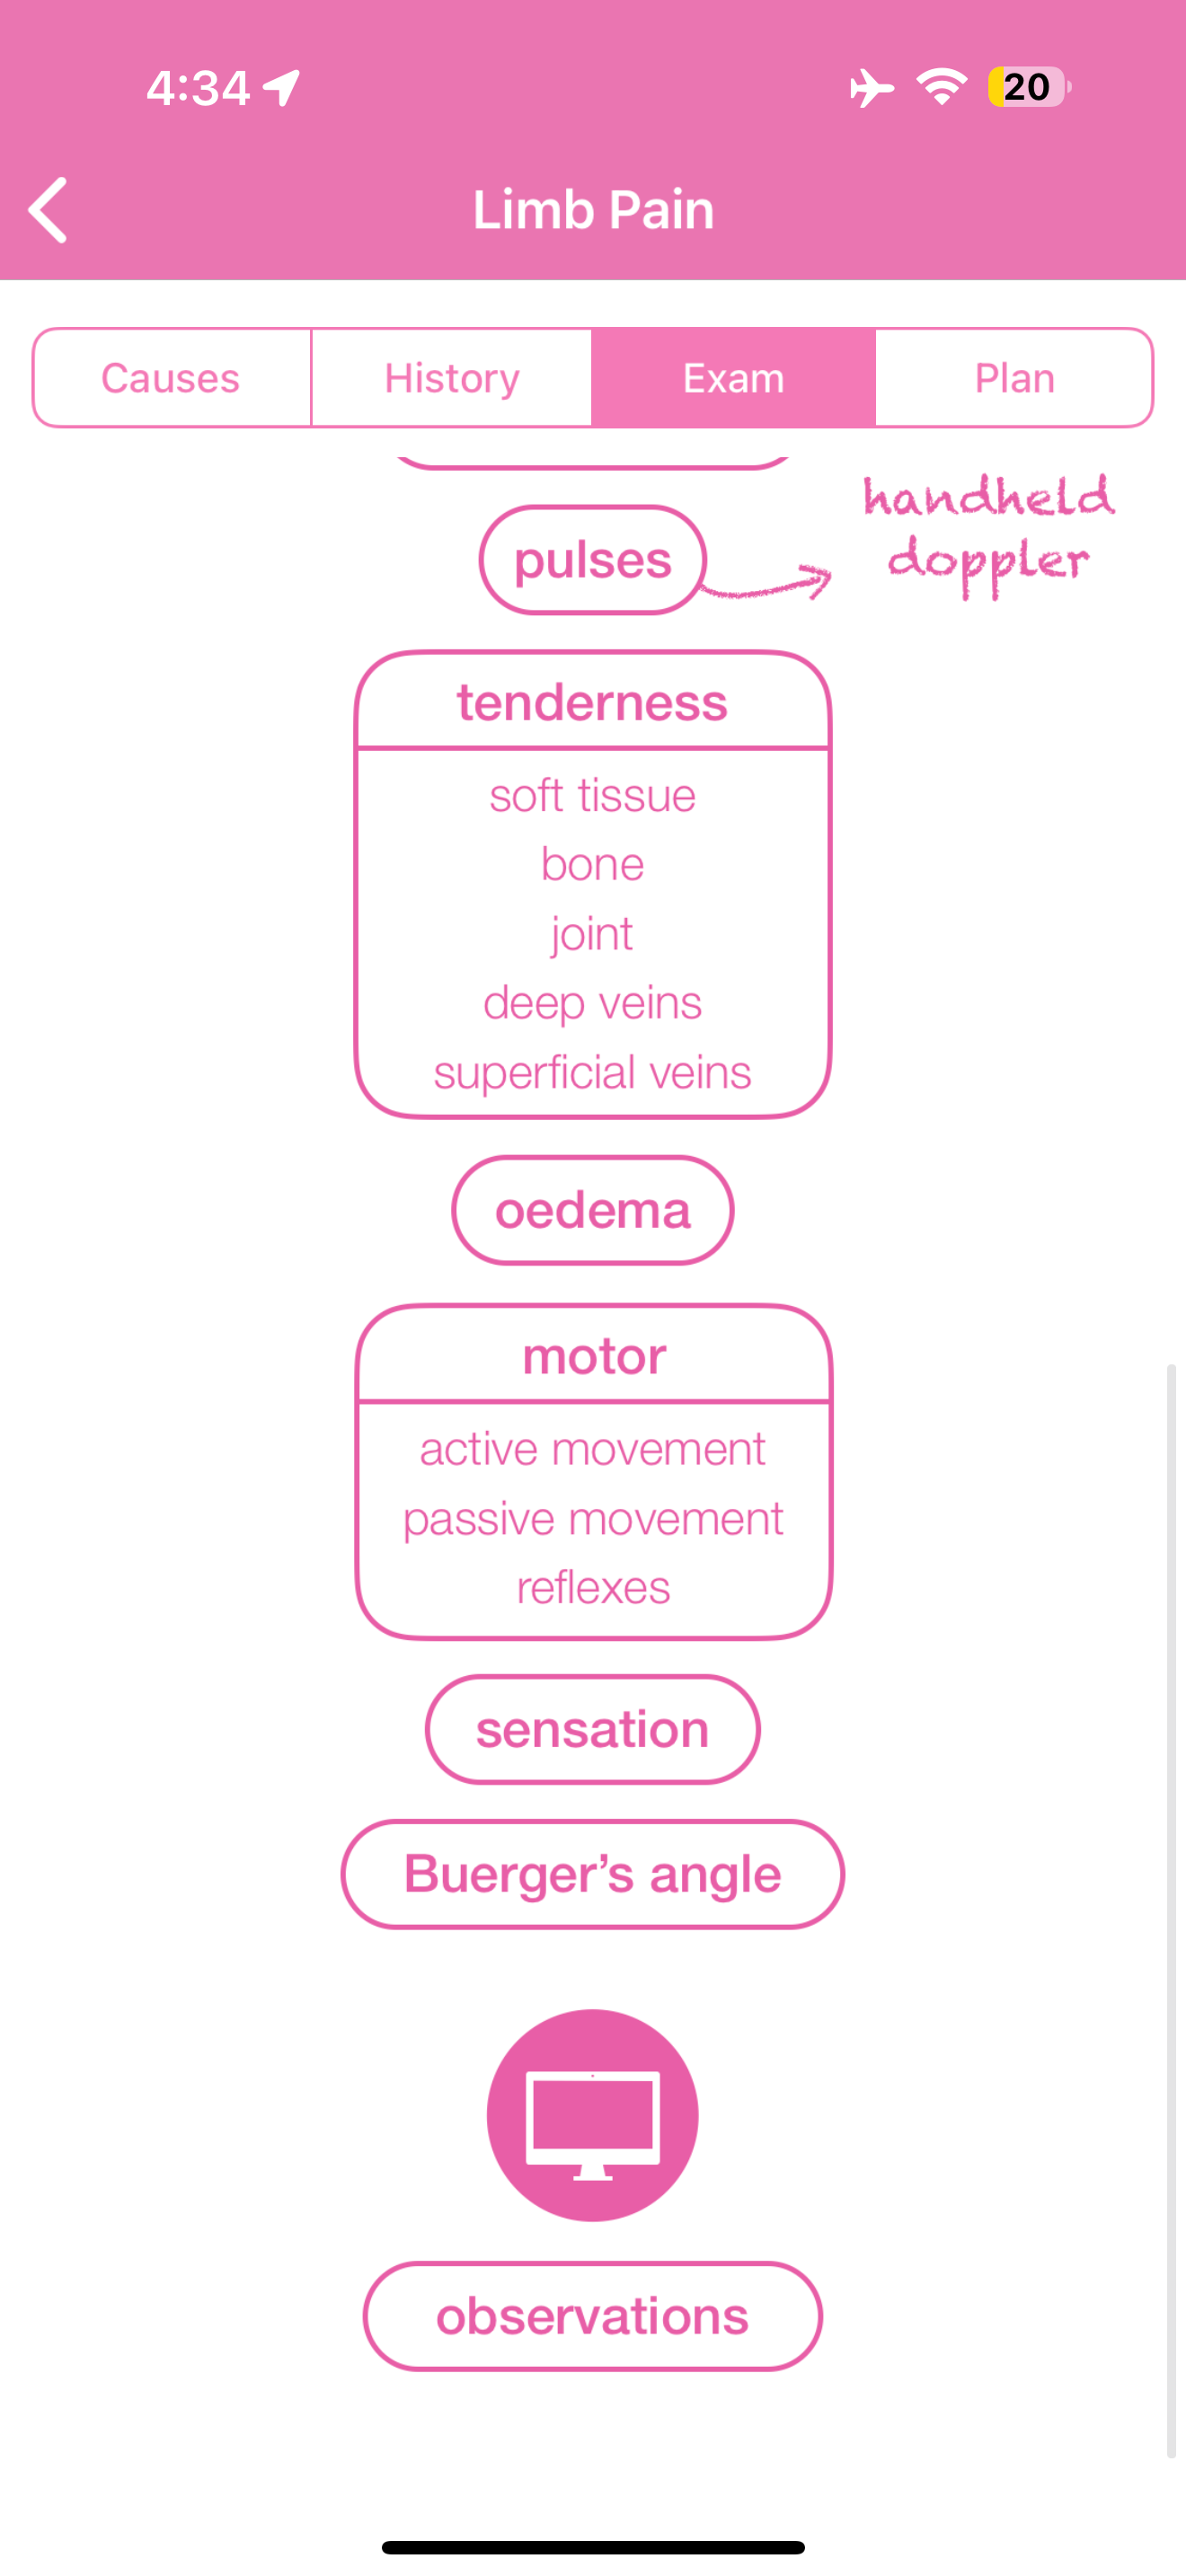 4:34
20
Limb Pain
Causes History Exam Plan
handheld
doppler
pulses
tenderness
soft tissue
bone
joint
deep veins
superficial veins
oedema
motor
active movement
passive movement
reflexes
sensation
Buerger’s angle
observations